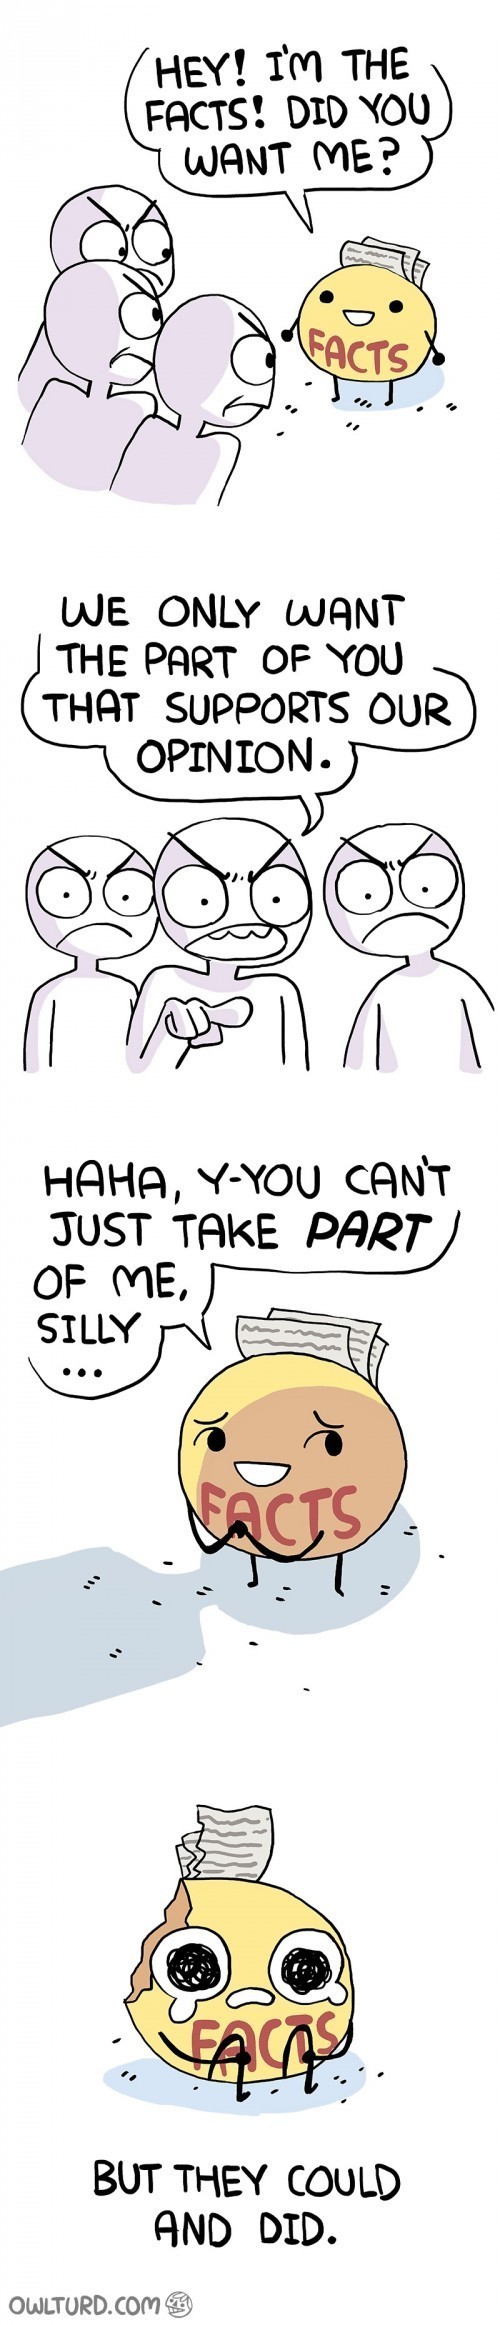 HEY! I'M THE
FACTS! DID YOU
WANT ME?
FACTS
WE ONLY WANT
THE PART OF YOU
THAT SUPPORTS OUR
OPINION.
HAHA, Y-YOU CAN'T
JUST TAKE PART
OF ME,
SILLY
...
FACTS
FACTS
BUT THEY COULD
AND DID.
OWLTURD.COM